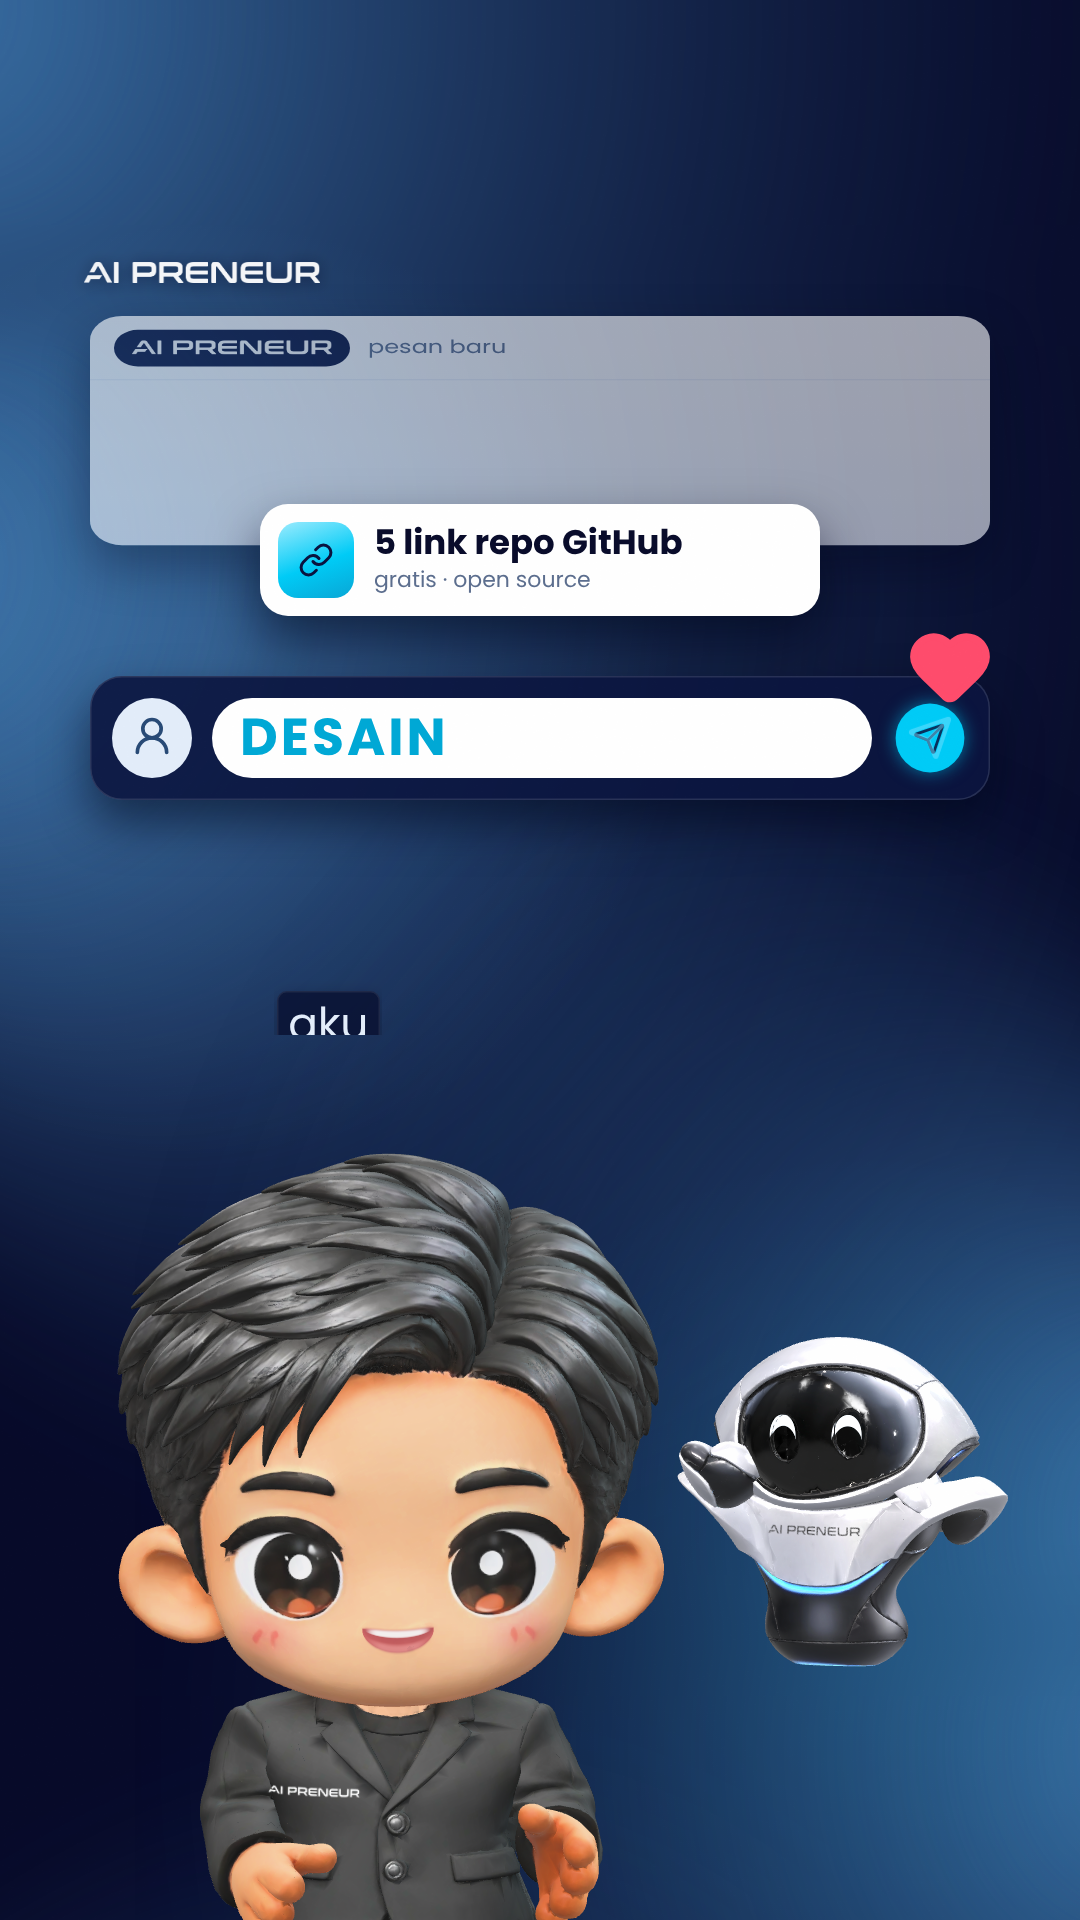 AI PRENEUR
AI PRENEUR pesan baru
5 link repo GitHub
gratis · open source
DESAIN
aku
AI PRENEUR
AI PRENEUR